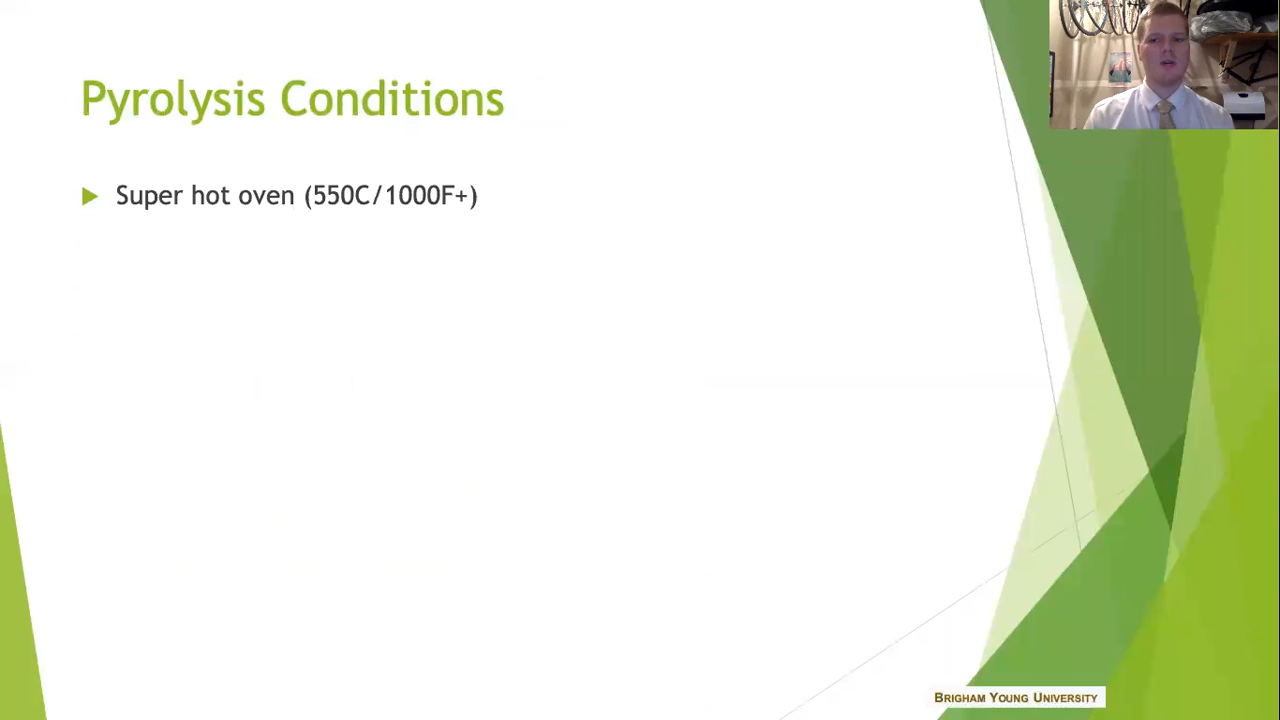 Pyrolysis Conditions
Super hot oven (550C/1000F+)
BRIGHAM YOUNG UNIVERSITY